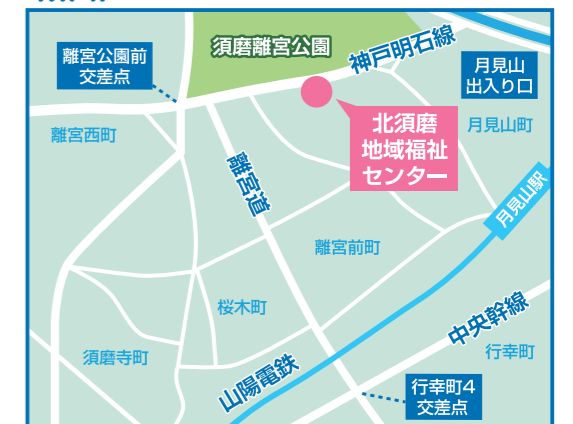 須磨離宮公園
神戸明石線
離宮公園前
交差点
月見山
出入り口
北須磨
地域福祉
センター
月見山町
離宮西町
離宮道
月見山駅
離宮前町
桜木町
中央幹線
須磨寺町
行幸町
山陽電鉄
行幸町4
交差点